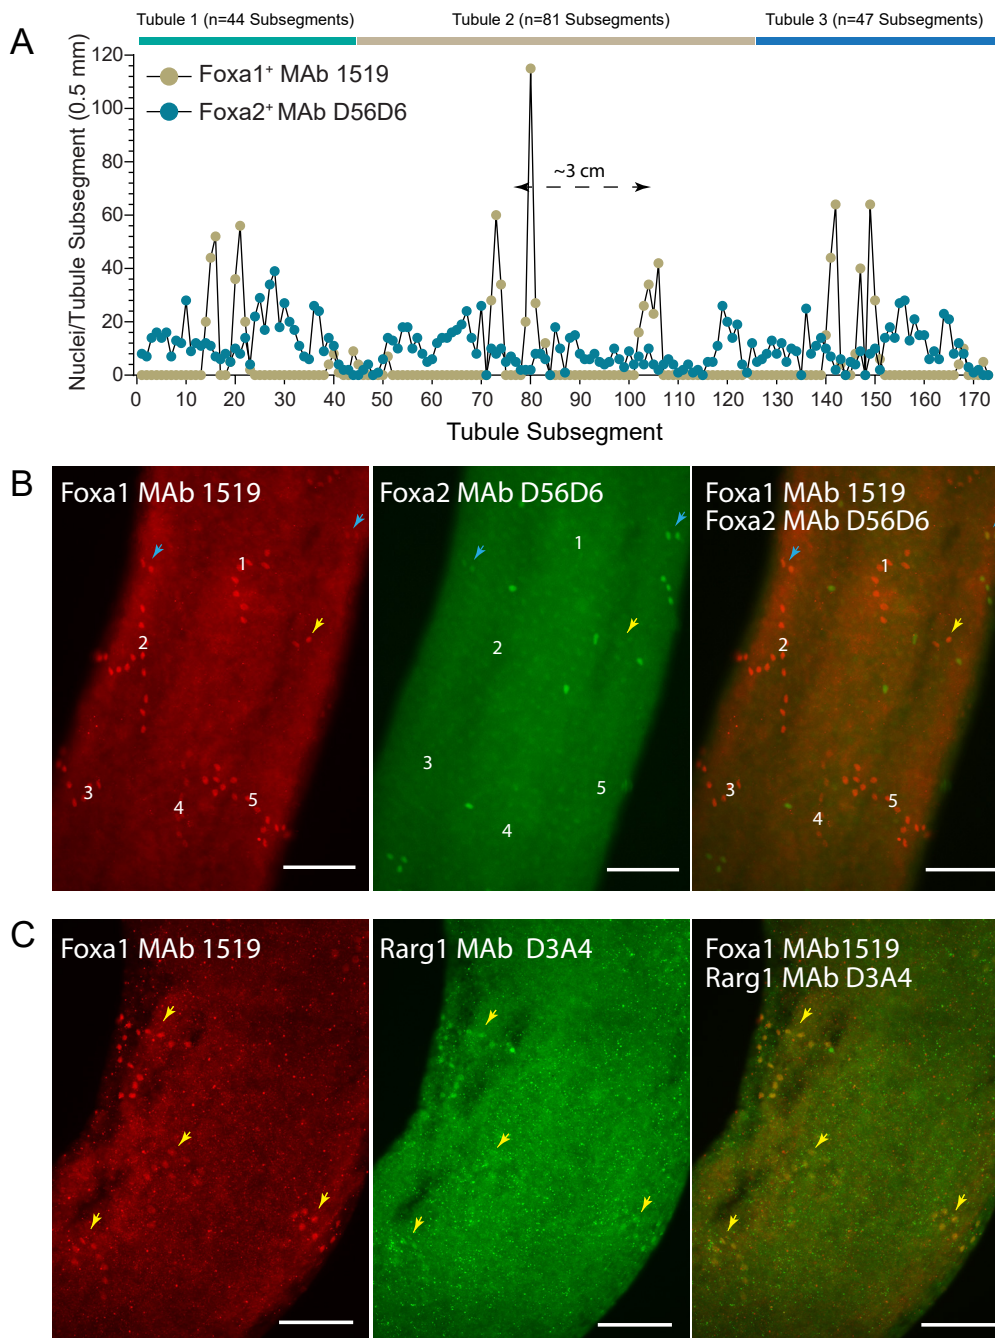 A
Tubule 1 (n=44 Subsegments)
Tubule 2 (n=81 Subsegments)
Tubule 3 (n=47 Subsegments)
Nuclei/Tubule Subsegment (0.5 mm)
120
100
80
60
40
20
0
Foxa1+ MAb 1519
Foxa2+ MAb D56D6
~3 cm
0 10 20 30 40 50 60 70 80 90 100 110 120 130 140 150 160 170
Tubule Subsegment
B
Foxa1 MAb 1519
1
2
3
4
5
Foxa2 MAb D56D6
1
2
3
4
5
Foxa1 MAb 1519
Foxa2 MAb D56D6
1
2
3
4
5
C
Foxa1 MAb 1519
Rarg1 MAb D3A4
Foxa1 MAb1519
Rarg1 MAb D3A4